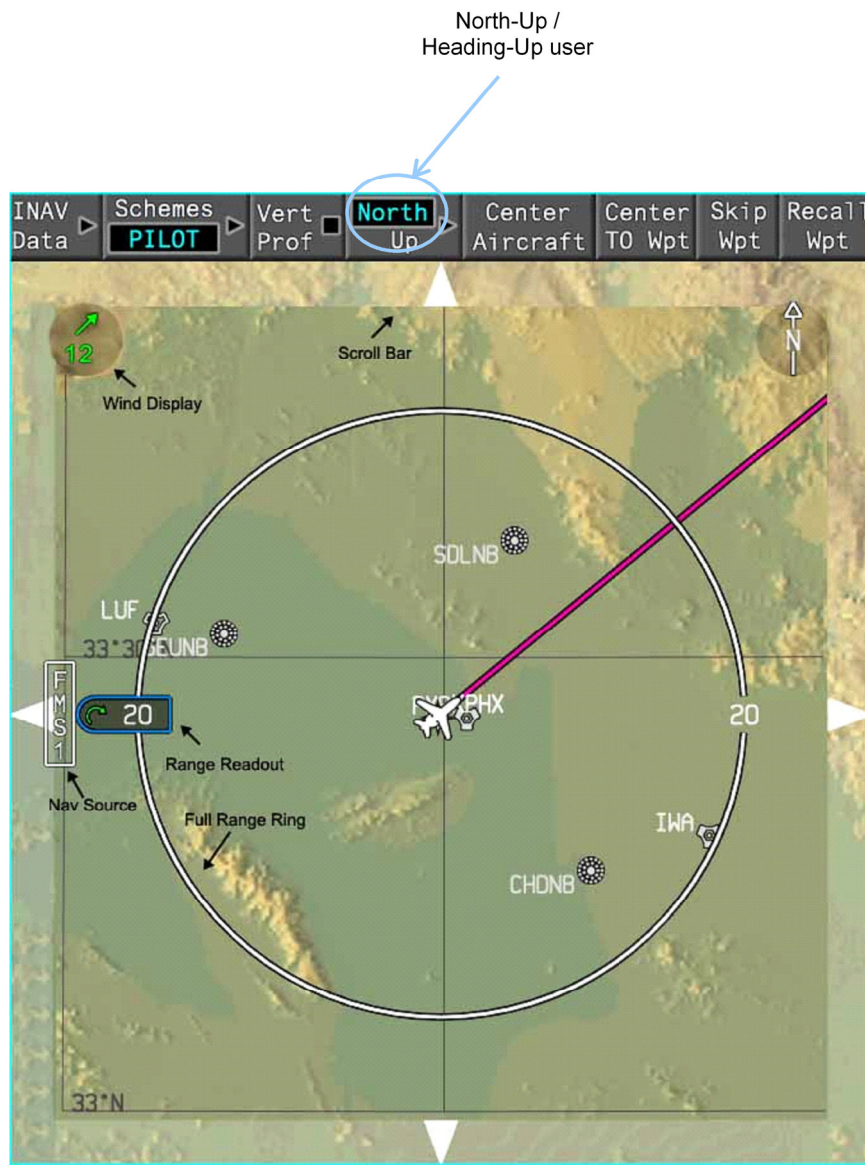 North-Up /
Heading-Up user
INAV
Data
Schemes
PILOT
Vert
Prof
North
Up
Center
Aircraft
Center
TO Wpt
Skip
Wpt
Recall
Wpt
12
Scroll Bar
N
Wind Display
SDLNB
LUF
33°30
GEUNB
FMS1
20
PHX
20
Range Readout
Nav Source
Full Range Ring
IWA
CHDNB
33°N